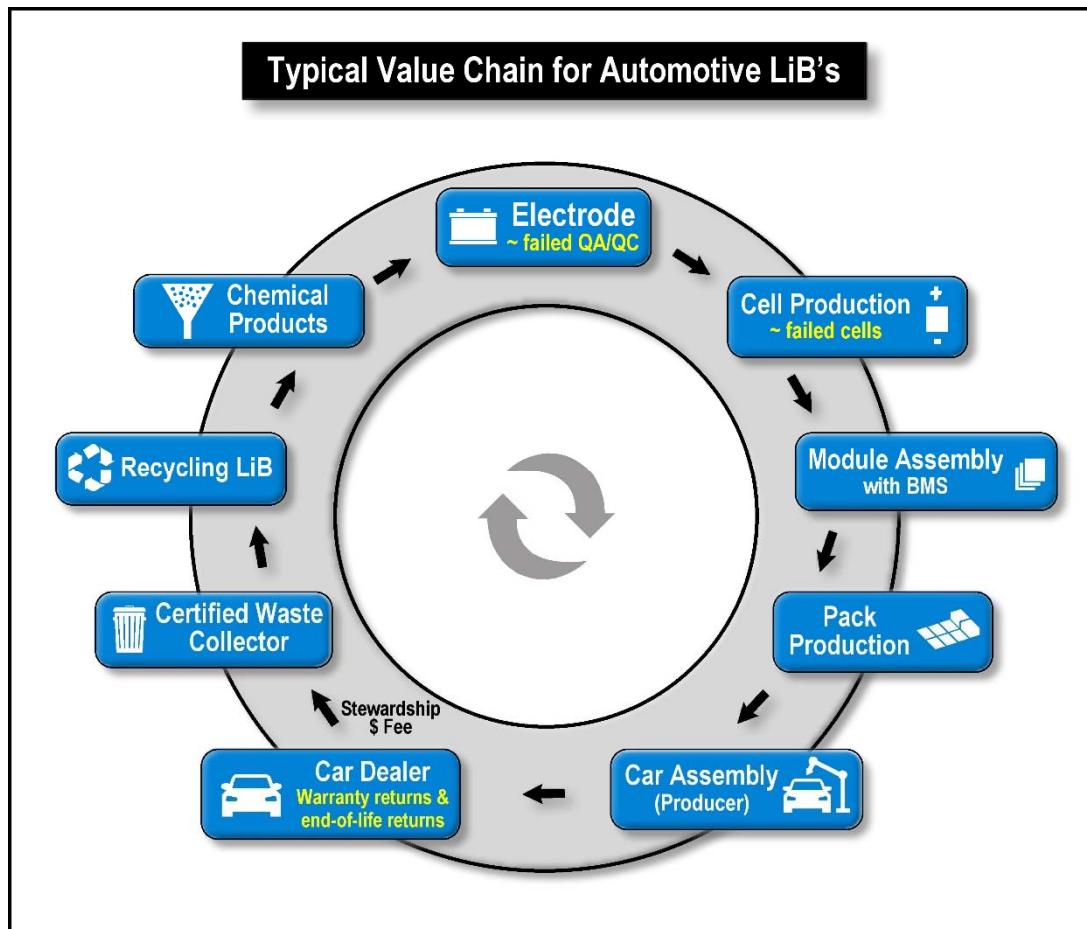 Typical Value Chain for Automotive LiB's
Electrode
~ failed QA/QC
Cell Production
~ failed cells
+
-
Module Assembly
with BMS
Pack
Production
Car Assembly
(Producer)
Car Dealer
Warranty returns &
end-of-life returns
Stewardship
$ Fee
Certified Waste
Collector
Recycling LiB
Chemical
Products